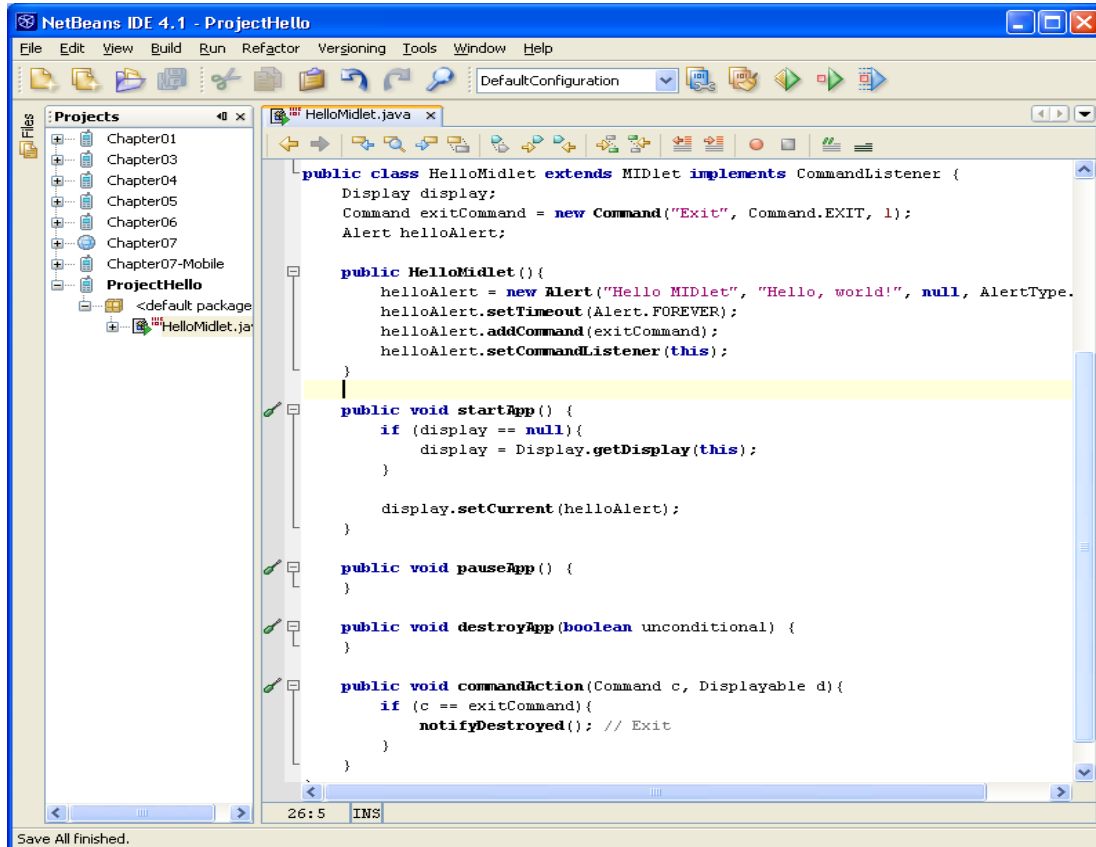 NetBeans IDE 4.1 - ProjectHello
File Edit View Build Run Refactor Versioning Tools Window Help
DefaultConfiguration
Files
Projects
Chapter01
Chapter03
Chapter04
Chapter05
Chapter06
Chapter07
Chapter07-Mobile
ProjectHello
<default package
HelloMidlet.ja
HelloMidlet.java x
public class HelloMidlet extends MIDlet implements CommandListener {
Display display;
Command exitCommand = new Command("Exit", Command.EXIT, 1);
Alert helloAlert;
public HelloMidlet(){
helloAlert = new Alert("Hello MIDlet", "Hello, world!", null, AlertType.
helloAlert.setTimeout(Alert.FOREVER);
helloAlert.addCommand(exitCommand);
helloAlert.setCommandListener(this);
}
public void startApp() {
if (display == null){
display = Display.getDisplay(this);
}
display.setCurrent(helloAlert);
}
public void pauseApp() {
}
public void destroyApp(boolean unconditional) {
}
public void commandAction(Command c, Displayable d){
if (c == exitCommand){
notifyDestroyed(); // Exit
}
}
26:5 INS
Save All finished.